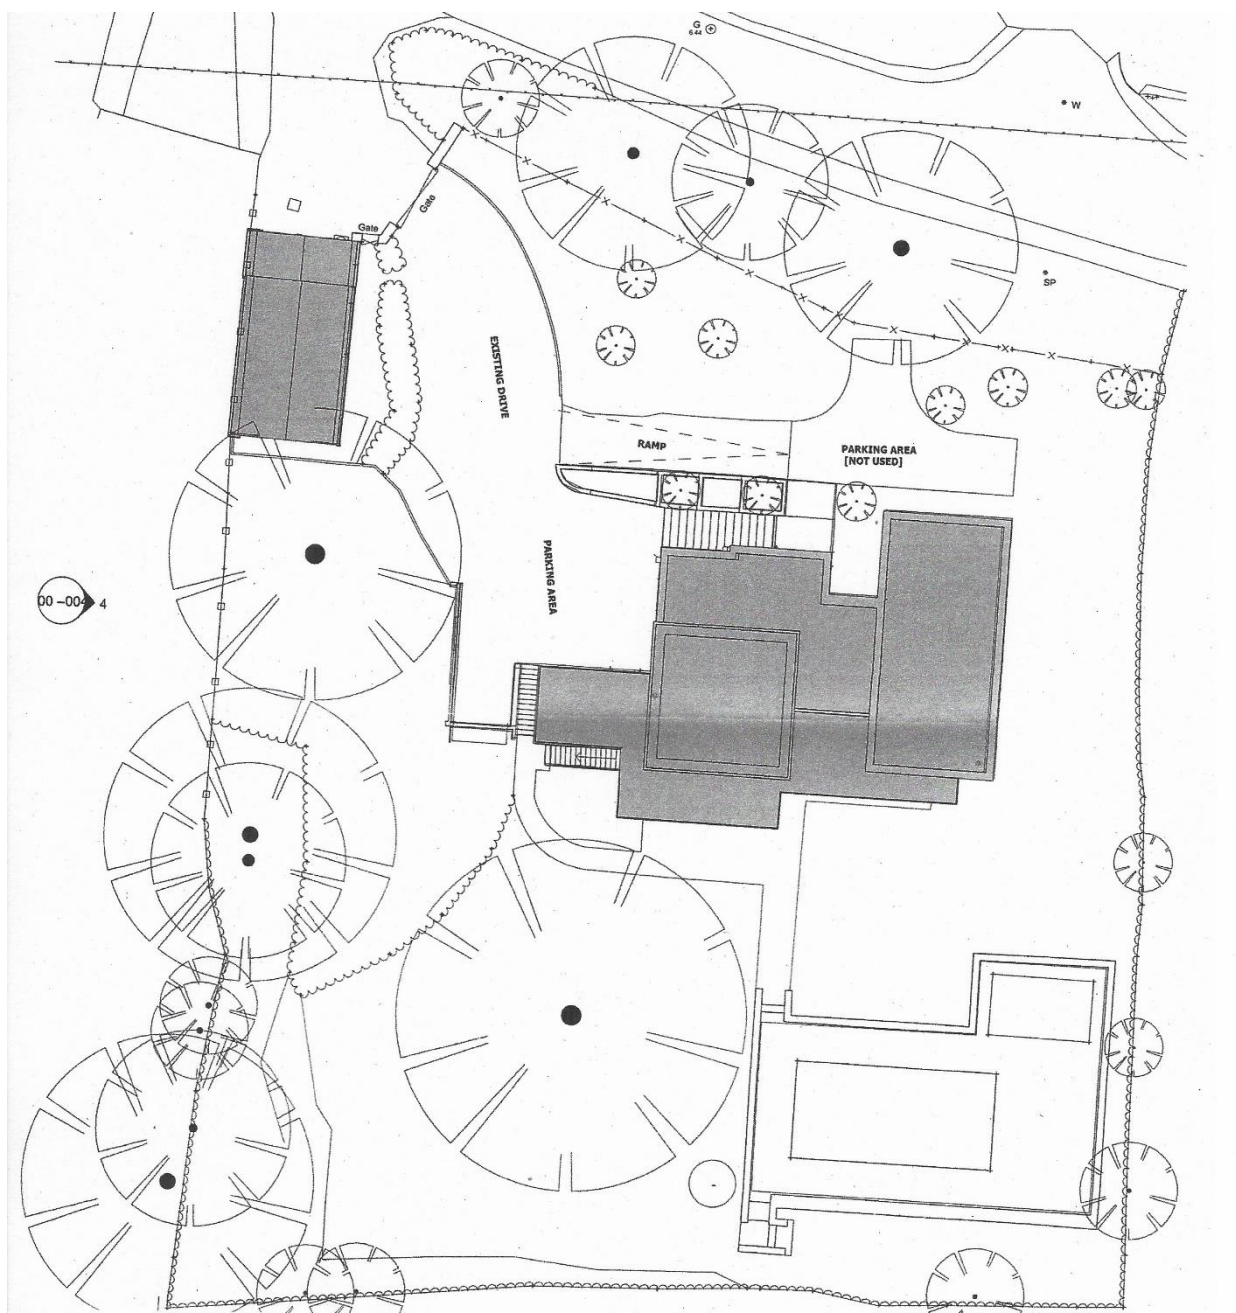 G
6.44
W
Gate
Gate
SP
EXISTING DRIVE
RAMP
PARKING AREA
[NOT USED]
PARKING AREA
00-004 4